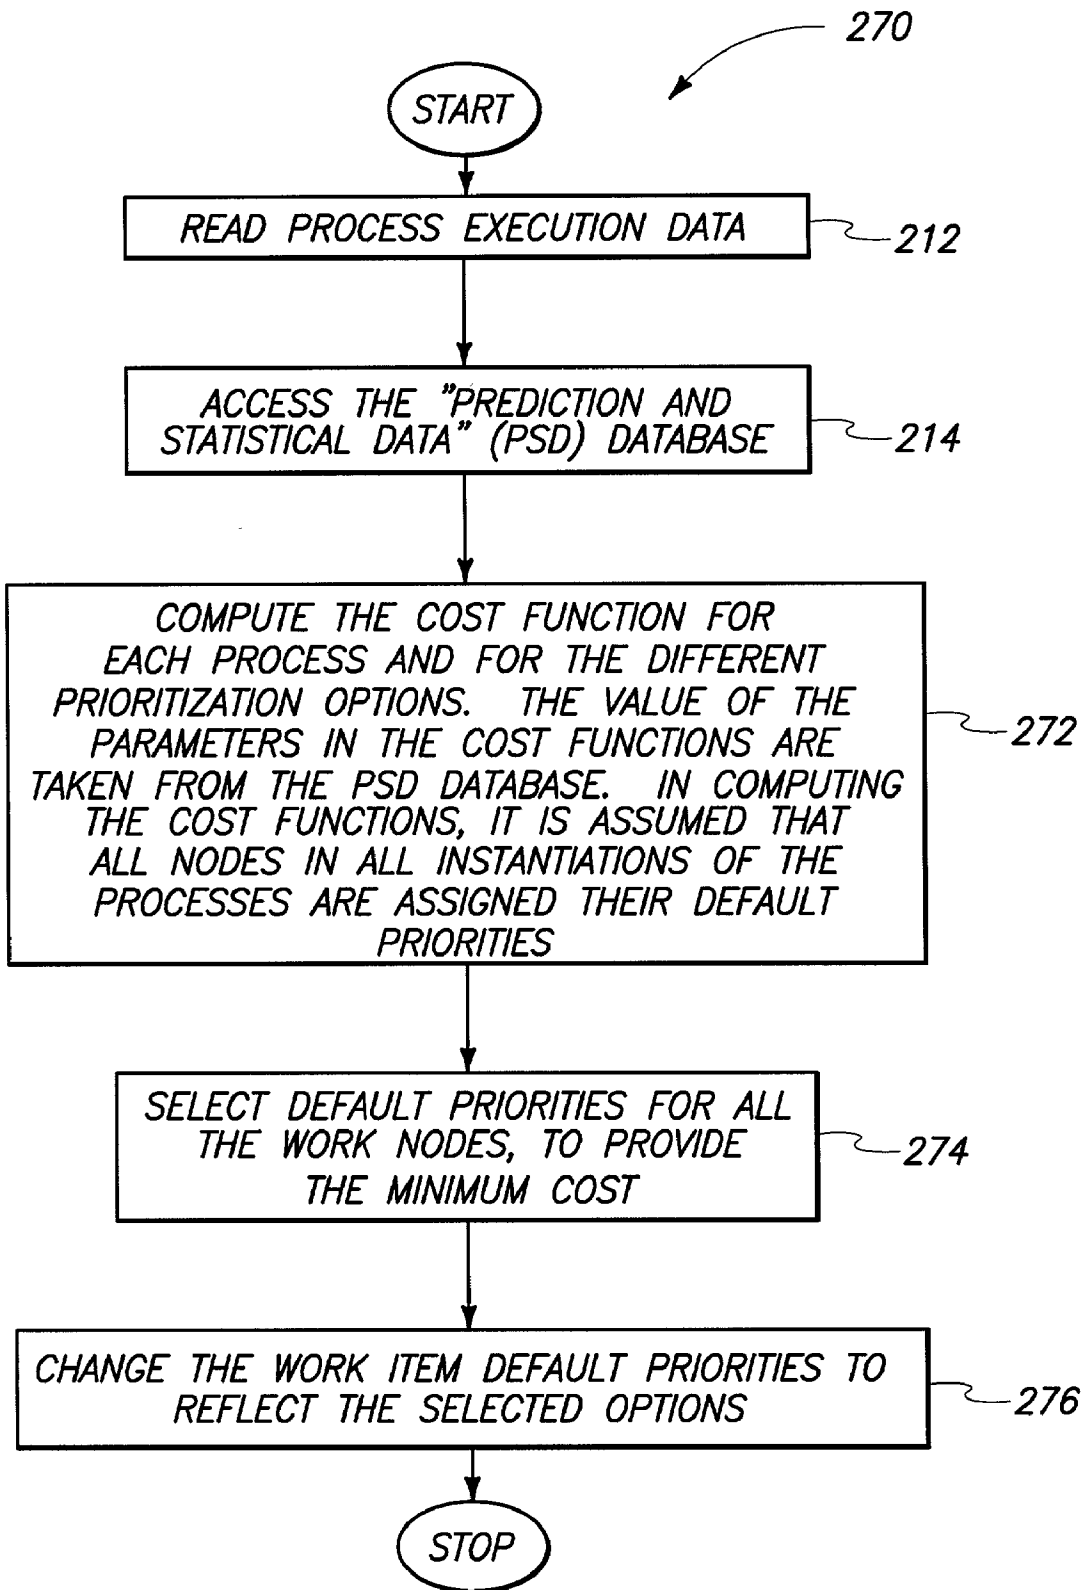 270
START
READ PROCESS EXECUTION DATA
212
ACCESS THE "PREDICTION AND
STATISTICAL DATA" (PSD) DATABASE
214
COMPUTE THE COST FUNCTION FOR
EACH PROCESS AND FOR THE DIFFERENT
PRIORITIZATION OPTIONS. THE VALUE OF THE
PARAMETERS IN THE COST FUNCTIONS ARE
TAKEN FROM THE PSD DATABASE. IN COMPUTING
THE COST FUNCTIONS, IT IS ASSUMED THAT
ALL NODES IN ALL INSTANTIATIONS OF THE
PROCESSES ARE ASSIGNED THEIR DEFAULT
PRIORITIES
272
SELECT DEFAULT PRIORITIES FOR ALL
THE WORK NODES, TO PROVIDE
THE MINIMUM COST
274
CHANGE THE WORK ITEM DEFAULT PRIORITIES TO
REFLECT THE SELECTED OPTIONS
276
STOP